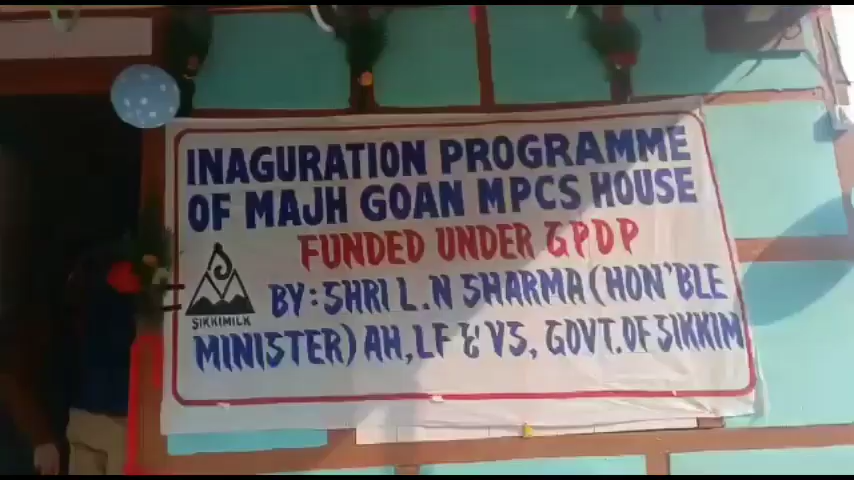 INAGURATION PROGRAMME
OF MAJH GOAN MPCS HOUSE
FUNDED UNDER GPDP
SIKKIMILK
BY: SHRI L.N SHARMA (HON'BLE
MINISTER) AH, LF & VS, GOVT. OF SIKKIM